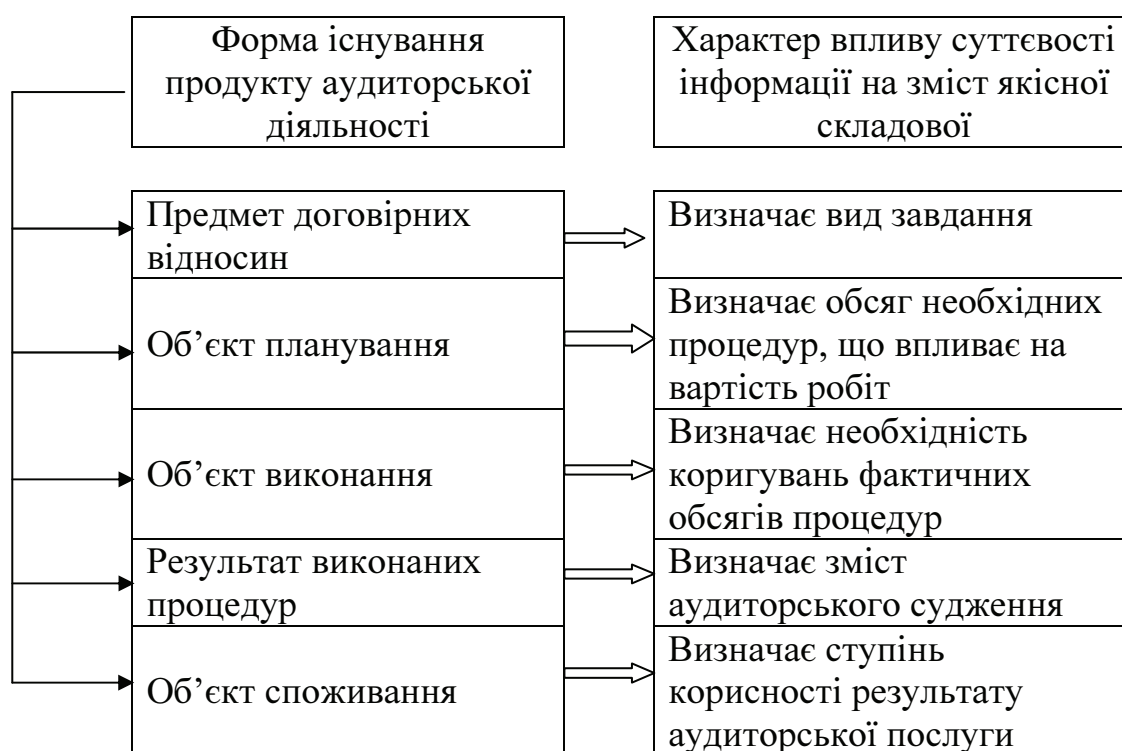 Форма існування
продукту аудиторської
діяльності
Характер впливу суттєвості
інформації на зміст якісної
складової
Предмет договірних
відносин
Визначає вид завдання
Об’єкт планування
Визначає обсяг необхідних
процедур, що впливає на
вартість робіт
Об’єкт виконання
Визначає необхідність
коригувань фактичних
обсягів процедур
Результат виконаних
процедур
Визначає зміст
аудиторського судження
Об’єкт споживання
Визначає ступінь
корисності результату
аудиторської послуги